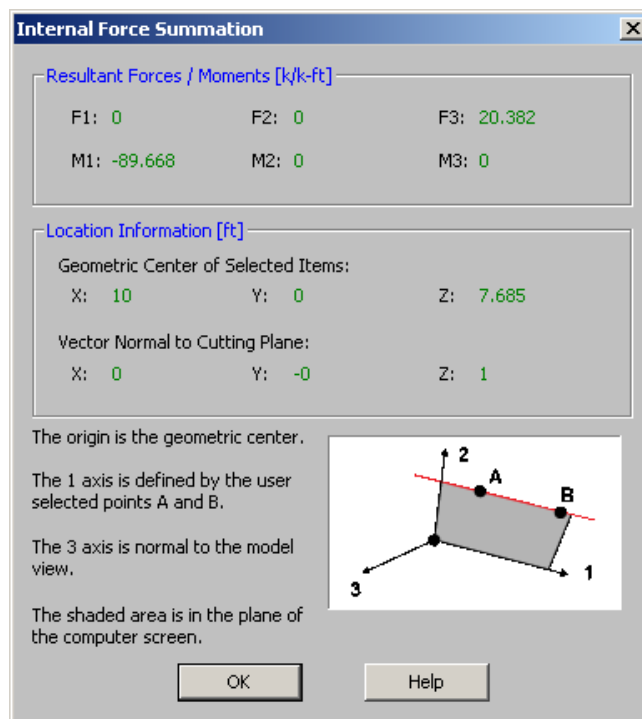 Internal Force Summation
Resultant Forces / Moments [k/k-ft]
F1: 0 F2: 0 F3: 20.382
M1: -89.668 M2: 0 M3: 0
Location Information [ft]
Geometric Center of Selected Items:
X: 10 Y: 0 Z: 7.685
Vector Normal to Cutting Plane:
X: 0 Y: -0 Z: 1
The origin is the geometric center.
The 1 axis is defined by the user
selected points A and B.
The 3 axis is normal to the model
view.
The shaded area is in the plane of
the computer screen.
2
A
B
1
3
OK Help